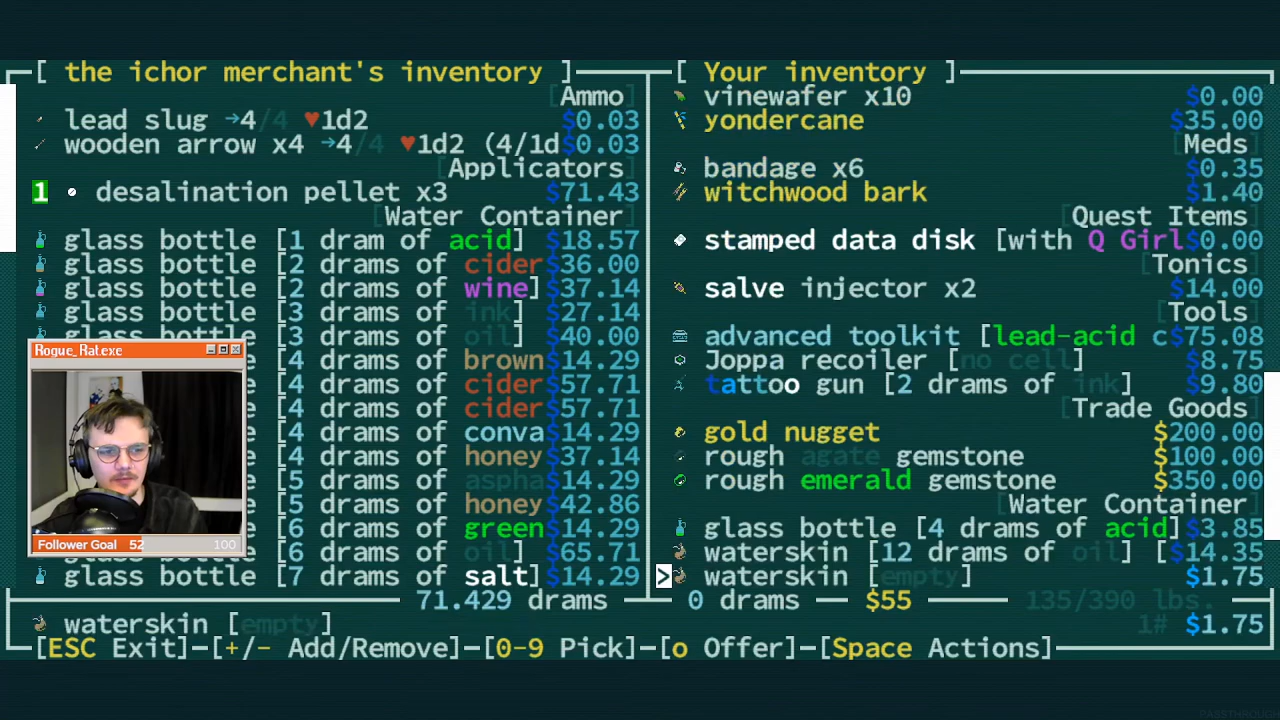 [ the ichor merchant's inventory ]
[Ammo]
lead slug →4/4 ♥1d2 $0.03
wooden arrow x4 →4/4 ♥1d2 (4/1d $0.03
[Applicators]
1 desalination pellet x3 $71.43
[Water Container]
glass bottle [1 dram of acid] $18.57
glass bottle [2 drams of cider $36.00
glass bottle [2 drams of wine] $37.14
glass bottle [3 drams of ink] $27.14
glass bottle [3 drams of oil] $40.00
e [4 drams of brown $14.29
e [4 drams of cider $57.71
e [4 drams of cider $57.71
e [4 drams of conva $14.29
e [4 drams of honey $37.14
e [5 drams of aspha $14.29
e [5 drams of honey $42.86
e [6 drams of green $14.29
e [6 drams of oil] $65.71
glass bottle [7 drams of salt] $14.29
71.429 drams
[ Your inventory ]
vinewafer x10 $0.00
yondercane $35.00
[Meds]
bandage x6 $0.35
witchwood bark $1.40
[Quest Items]
stamped data disk [with Q Girl $0.00
[Tonics]
salve injector x2 $14.00
[Tools]
advanced toolkit [lead-acid c $75.08
Joppa recoiler [no cell] $8.75
tattoo gun [2 drams of ink] $9.80
[Trade Goods]
gold nugget $200.00
rough agate gemstone $100.00
rough emerald gemstone $350.00
[Water Container]
glass bottle [4 drams of acid] $3.85
waterskin [12 drams of oil] [ $14.35
> waterskin [empty] $1.75
0 drams — $55 135/390 lbs.
waterskin [empty] 1# $1.75
[ESC Exit]—[+/- Add/Remove]—[0-9 Pick]—[o Offer]—[Space Actions]
Rogue_Rat.exe
Follower Goal 52 100